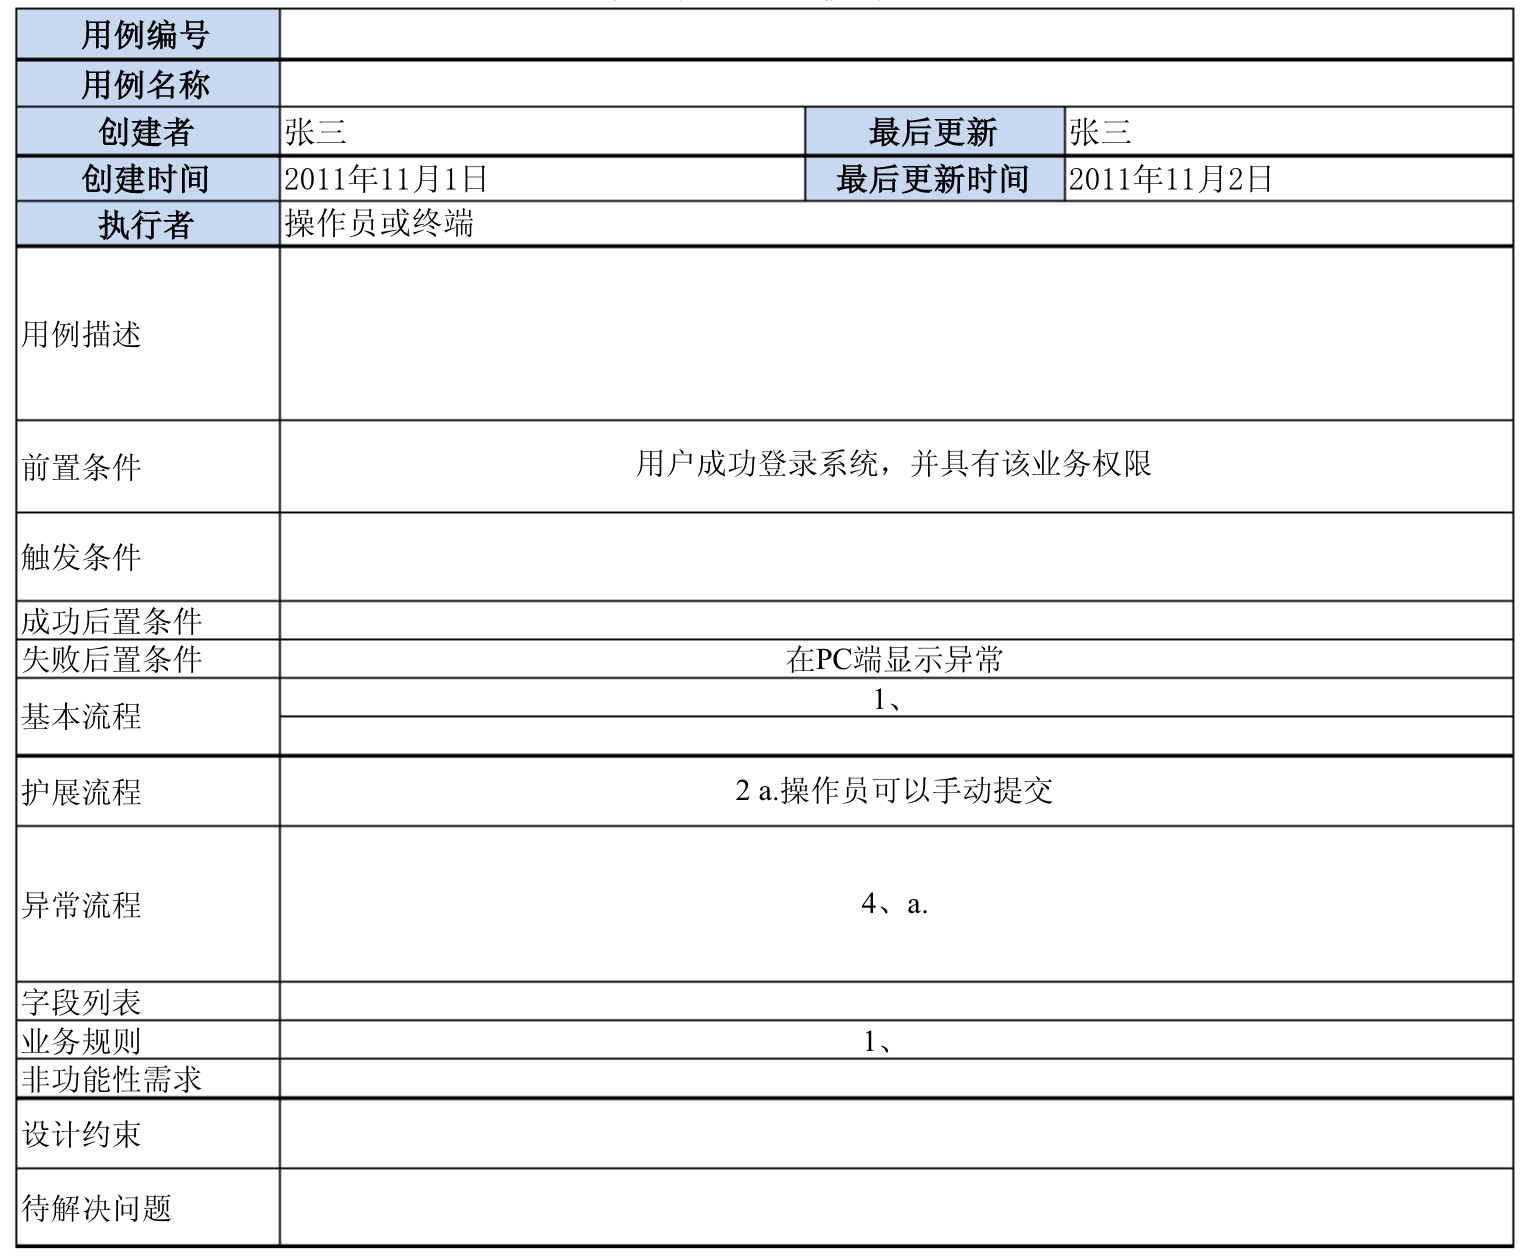 用例编号
用例名称
创建者 张三 最后更新 张三
创建时间 2011年11月1日 最后更新时间 2011年11月2日
执行者 操作员或终端
用例描述
前置条件 用户成功登录系统，并具有该业务权限
触发条件
成功后置条件
失败后置条件 在PC端显示异常
基本流程 1、
护展流程 2 a.操作员可以手动提交
异常流程 4、a.
字段列表
业务规则 1、
非功能性需求
设计约束
待解决问题